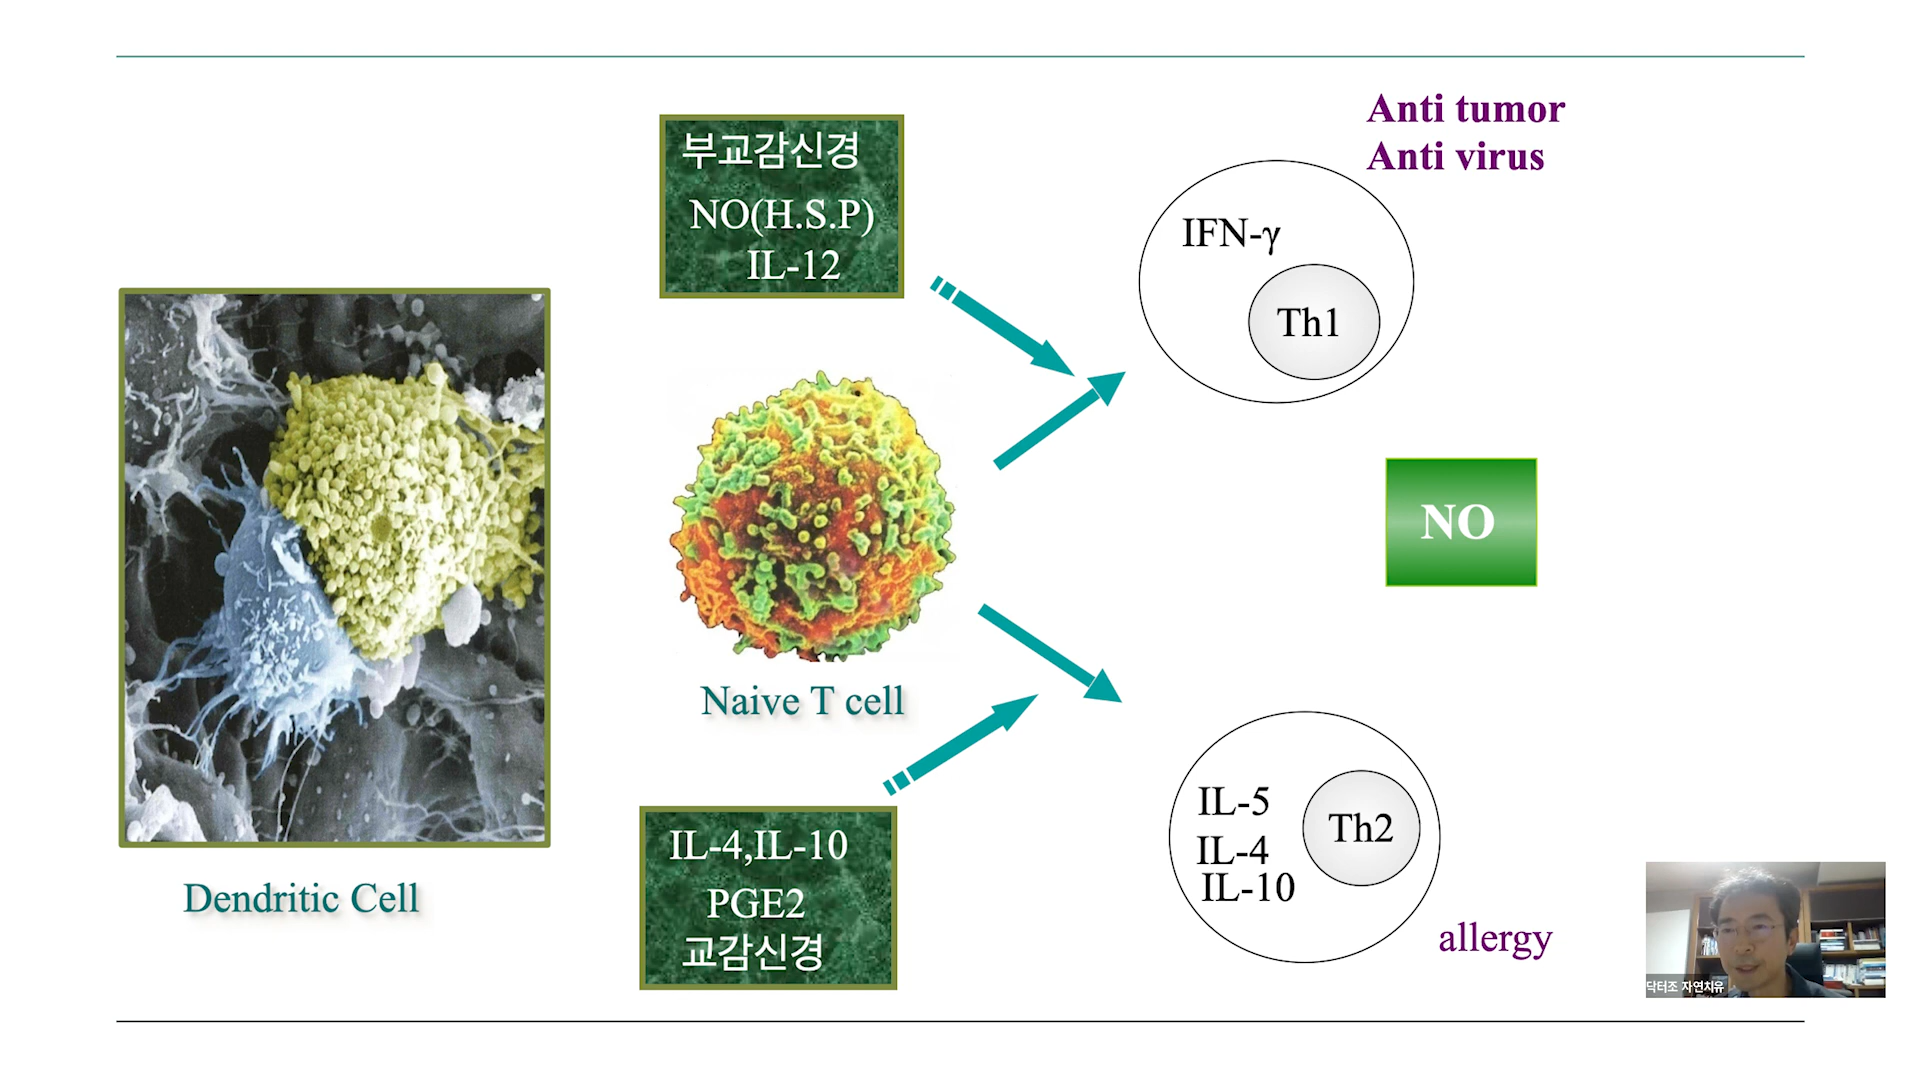 Anti tumor
Anti virus
부교감신경
NO(H.S.P)
IL-12
IFN-γ
Th1
NO
Naive T cell
Dendritic Cell
IL-4,IL-10
PGE2
교감신경
IL-5
IL-4
IL-10
Th2
allergy
닥터조 자연치유